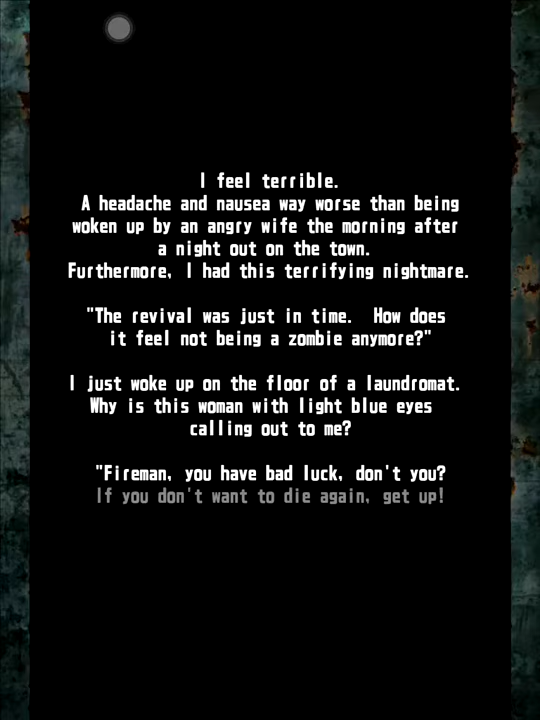 I feel terrible.
A headache and nausea way worse than being
woken up by an angry wife the morning after
a night out on the town.
Furthermore, I had this terrifying nightmare.
"The revival was just in time. How does
it feel not being a zombie anymore?"
I just woke up on the floor of a laundromat.
Why is this woman with light blue eyes
calling out to me?
"Fireman, you have bad luck, don't you?
If you don't want to die again, get up!